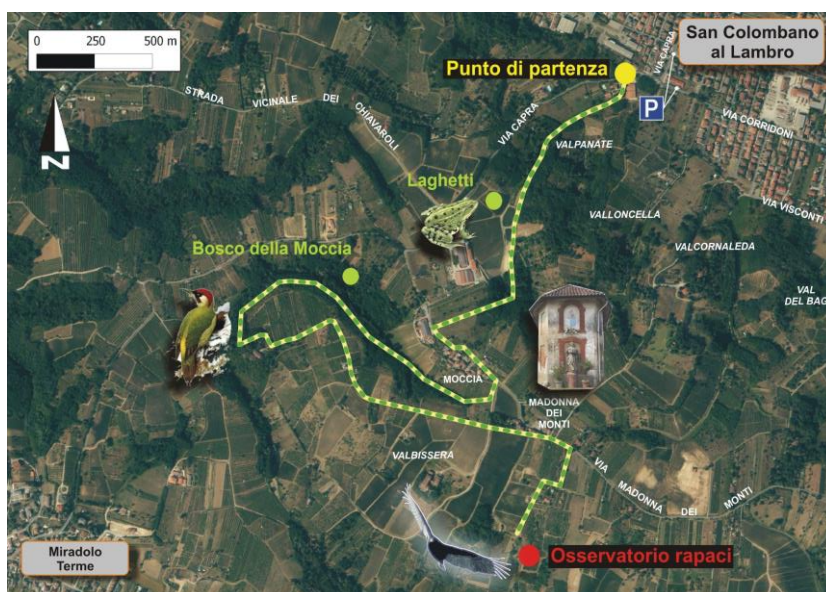 0 250 500 m
San Colombano
al Lambro
Punto di partenza
VIA CAPRA
P
STRADA VICINALE DEI CHIAVAROLI
VIA CAPRA
VIA CORRIDONI
VALPANATE
Laghetti
VALLONCELLA
VIA VISCONTI
Bosco della Moccia
VALCORNALEDA
VAL
DEL BAG
N
MOCCIA
MADONNA
DEI
MONTI
VALBISSERA
VIA MADONNA DEI MONTI
Miradolo
Terme
Osservatorio rapaci